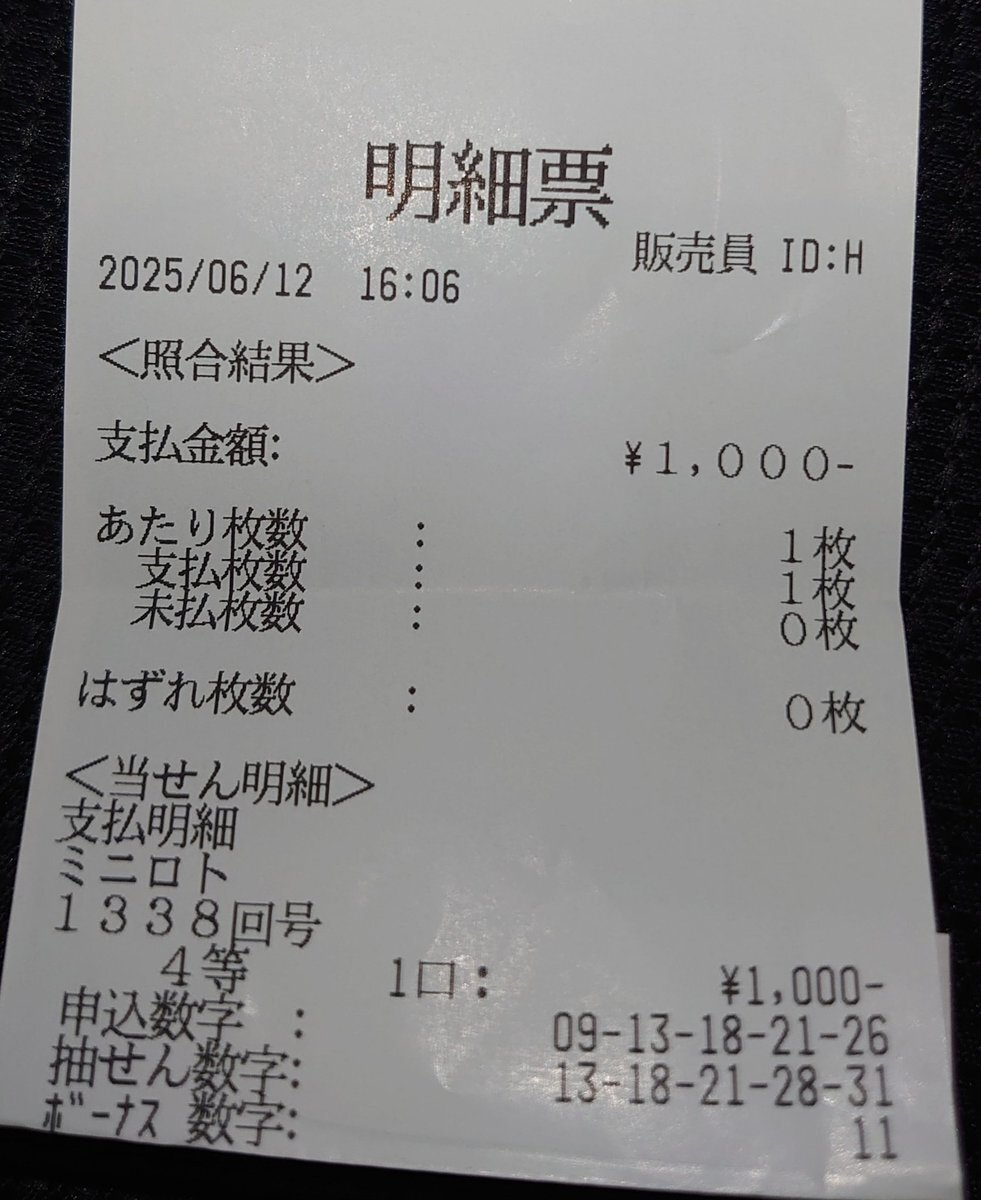 明細票
販売員 ID:H
2025/06/12 16:06
<照合結果>
支払金額: ¥1,000-
あたり枚数 : 1枚
支払枚数 : 1枚
未払枚数 : 0枚
はずれ枚数 : 0枚
<当せん明細>
支払明細
ミニロト
1338回号
4等 1口: ¥1,000-
申込数字 : 09-13-18-21-26
抽せん数字: 13-18-21-28-31
ボーナス 数字: 11